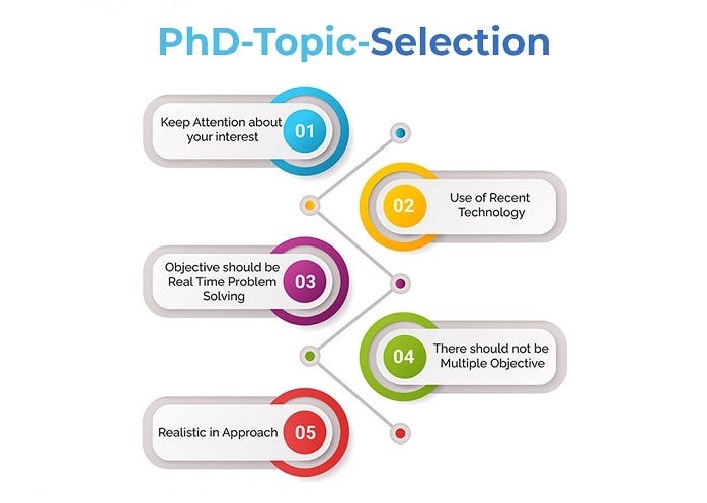 PhD-Topic-Selection
Keep Attention about
your interest
01
02
Use of Recent
Technology
Objective should be
Real Time Problem
Solving
03
04
There should not be
Multiple Objective
Realistic in Approach
05